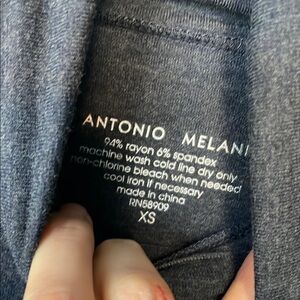 ANTONIO MELANI
94% rayon 6% spandex
machine wash cold line dry only
non-chlorine bleach when needed
cool iron if necessary
made in china
RN58909
XS